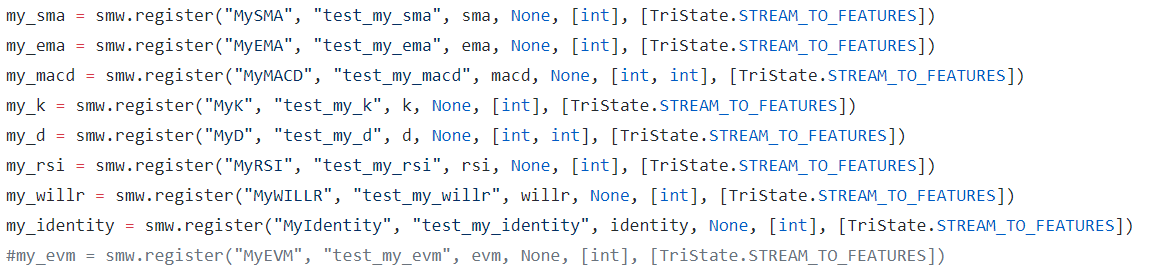 my_sma = smw.register("MySMA", "test_my_sma", sma, None, [int], [TriState.STREAM_TO_FEATURES])
my_ema = smw.register("MyEMA", "test_my_ema", ema, None, [int], [TriState.STREAM_TO_FEATURES])
my_macd = smw.register("MyMACD", "test_my_macd", macd, None, [int, int], [TriState.STREAM_TO_FEATURES])
my_k = smw.register("MyK", "test_my_k", k, None, [int], [TriState.STREAM_TO_FEATURES])
my_d = smw.register("MyD", "test_my_d", d, None, [int, int], [TriState.STREAM_TO_FEATURES])
my_rsi = smw.register("MyRSI", "test_my_rsi", rsi, None, [int], [TriState.STREAM_TO_FEATURES])
my_willr = smw.register("MyWILLR", "test_my_willr", willr, None, [int], [TriState.STREAM_TO_FEATURES])
my_identity = smw.register("MyIdentity", "test_my_identity", identity, None, [int], [TriState.STREAM_TO_FEATURES])
#my_evm = smw.register("MyEVM", "test_my_evm", evm, None, [int], [TriState.STREAM_TO_FEATURES])